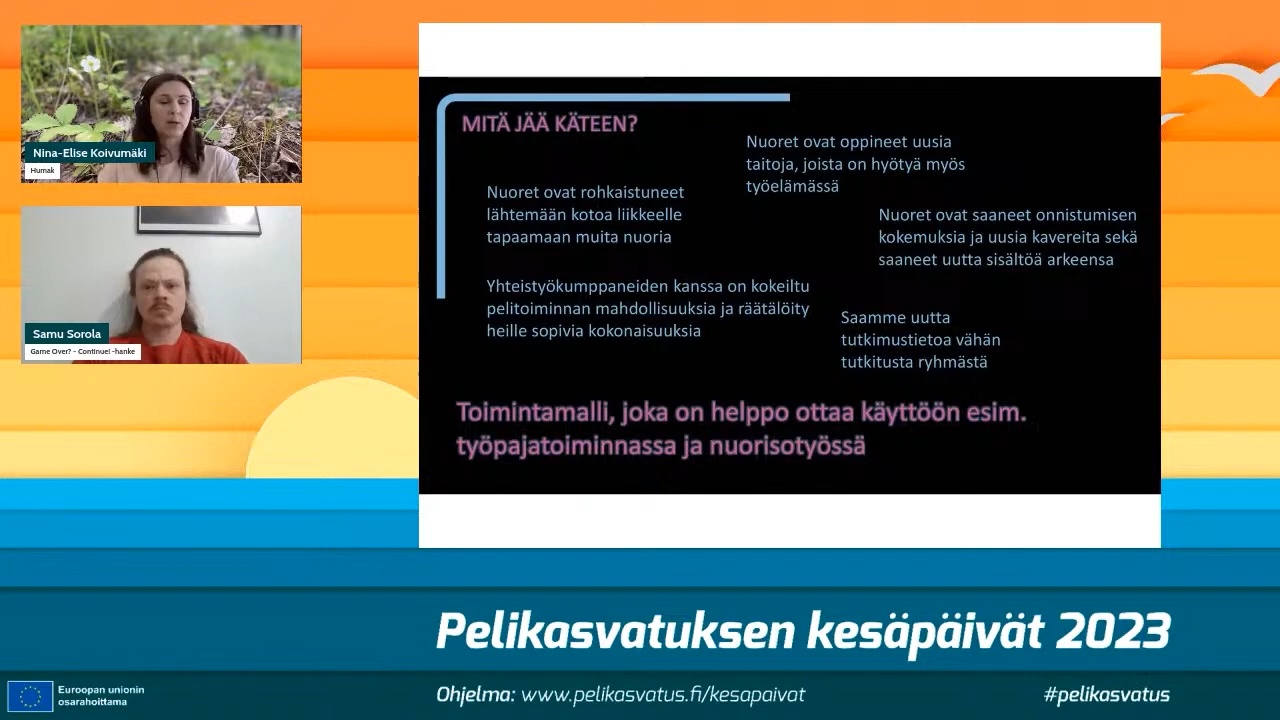 Nina-Elise Koivumäki
Humak
Samu Sorola
Game Over? - Continue! -hanke
MITÄ JÄÄ KÄTEEN?
Nuoret ovat oppineet uusia
taitoja, joista on hyötyä myös
työelämässä
Nuoret ovat rohkaistuneet
lähtemään kotoa liikkeelle
tapaamaan muita nuoria
Nuoret ovat saaneet onnistumisen
kokemuksia ja uusia kavereita sekä
saaneet uutta sisältöä arkeensa
Yhteistyökumppaneiden kanssa on kokeiltu
pelitoiminnan mahdollisuuksia ja räätälöity
heille sopivia kokonaisuuksia
Saamme uutta
tutkimustietoa vähän
tutkitusta ryhmästä
Toimintamalli, joka on helppo ottaa käyttöön esim.
työpajatoiminnassa ja nuorisotyössä
Pelikasvatuksen kesäpäivät 2023
Ohjelma: www.pelikasvatus.fi/kesapaivat
#pelikasvatus
Euroopan unionin
osarahoittama